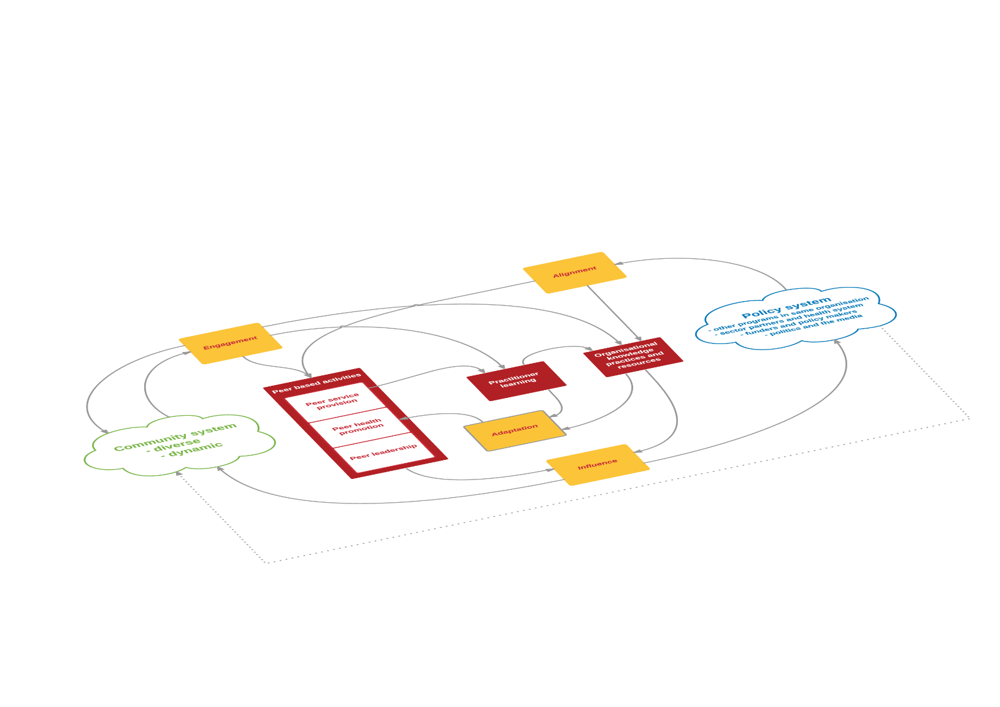 Alignment
Policy system
- other programs in same organisation
- sector partners and health system
- funders and policy makers
- politics and the media
Engagement
Organisational
knowledge
practices and
resources
Peer based activities
Practitioner
learning
Peer service
provision
Peer health
promotion
Peer leadership
Adaptation
Community system
- diverse
- dynamic
Influence